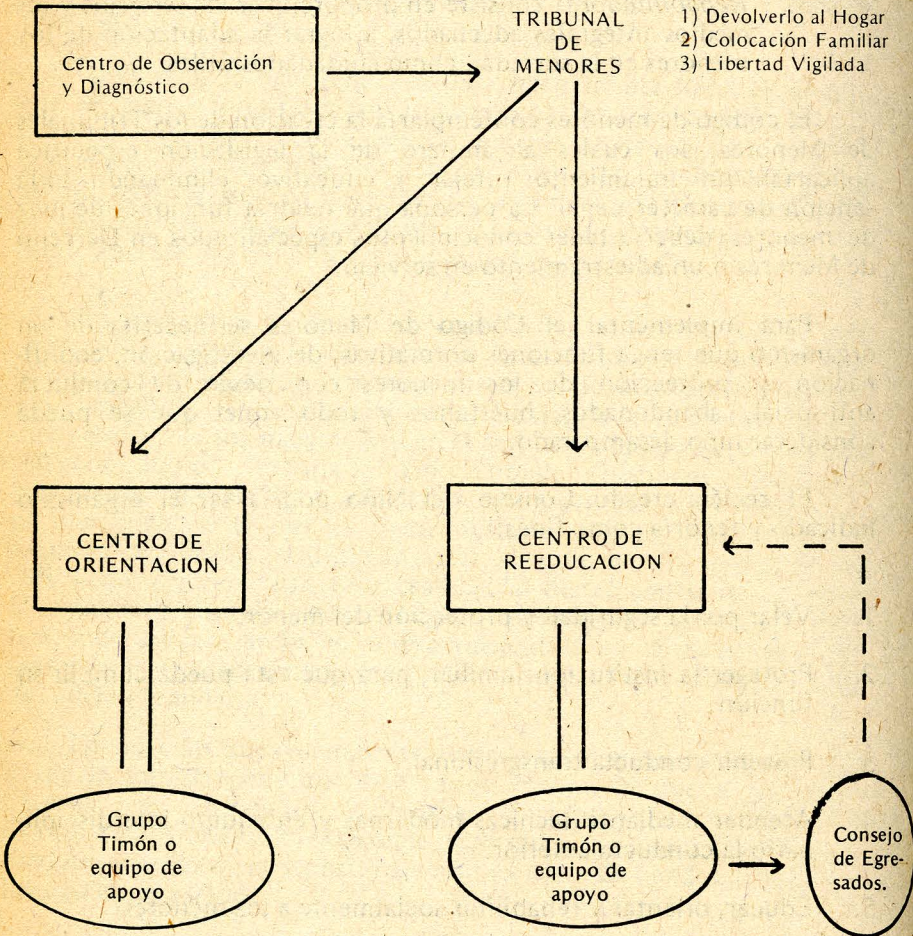 Centro de Observación
y Diagnóstico
TRIBUNAL
DE
MENORES
1) Devolverlo al Hogar
2) Colocación Familiar
3) Libertad Vigilada
CENTRO DE
ORIENTACION
CENTRO DE
REEDUCACION
Grupo
Timón o
equipo de
apoyo
Grupo
Timón o
equipo de
apoyo
Consejo
de Egre-
sados.